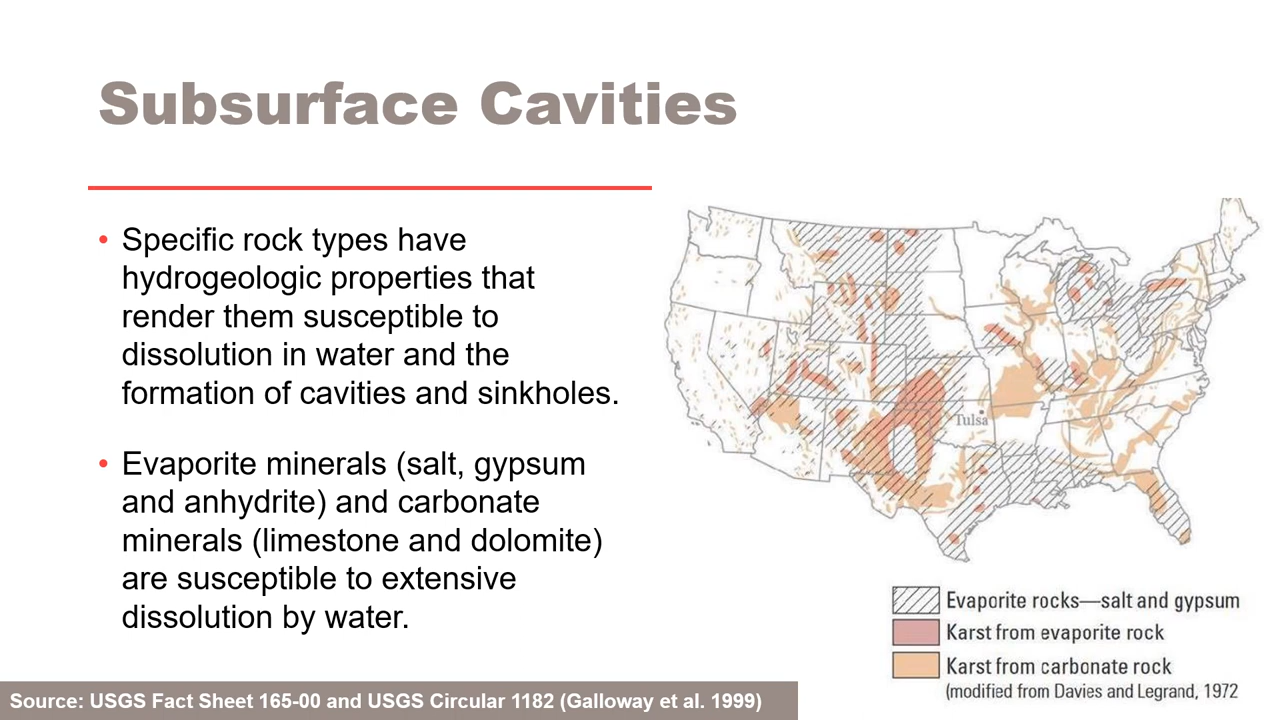 Subsurface Cavities
• Specific rock types have
hydrogeologic properties that
render them susceptible to
dissolution in water and the
formation of cavities and sinkholes.
• Evaporite minerals (salt, gypsum
and anhydrite) and carbonate
minerals (limestone and dolomite)
are susceptible to extensive
dissolution by water.
Tulsa
Evaporite rocks—salt and gypsum
Karst from evaporite rock
Karst from carbonate rock
(modified from Davies and Legrand, 1972
Source: USGS Fact Sheet 165-00 and USGS Circular 1182 (Galloway et al. 1999)